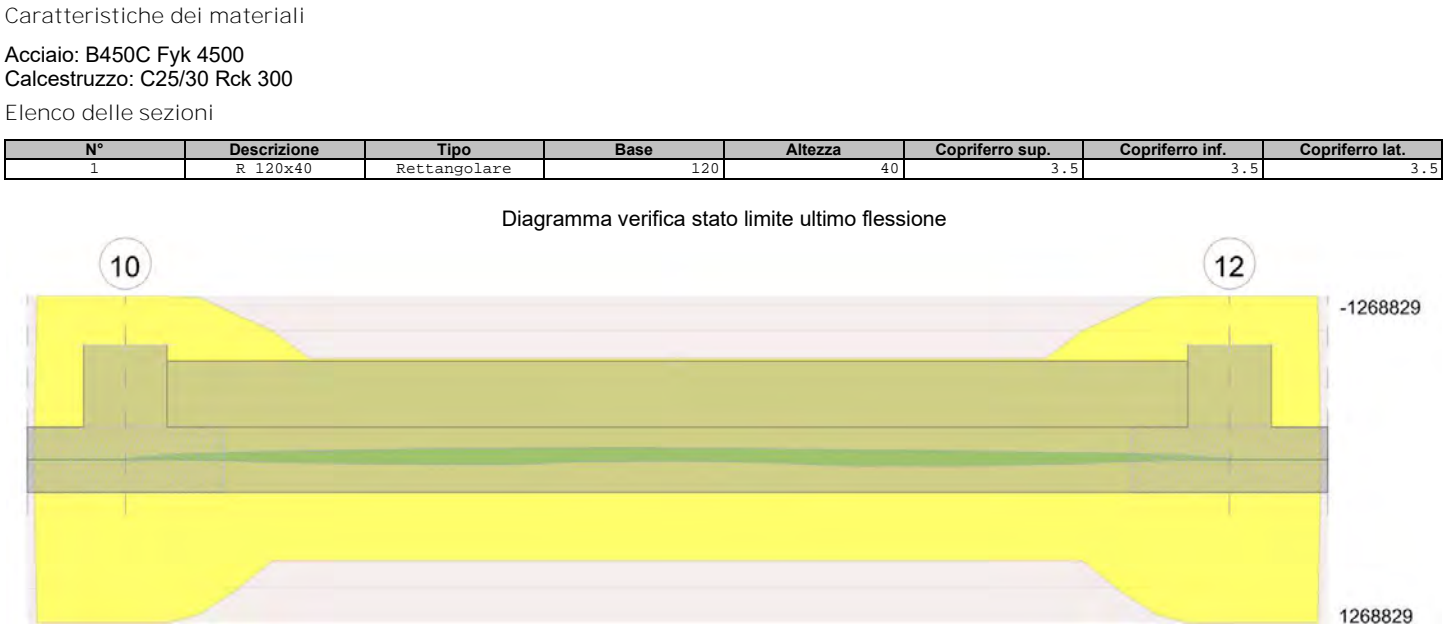 Caratteristiche dei materiali
Acciaio: B450C Fyk 4500
Calcestruzzo: C25/30 Rck 300
Elenco delle sezioni
N° Descrizione Tipo Base Altezza Copriferro sup. Copriferro inf. Copriferro lat.
1 R 120x40 Rettangolare 120 40 3.5 3.5 3.5
Diagramma verifica stato limite ultimo flessione
10 12
-1268829
1268829